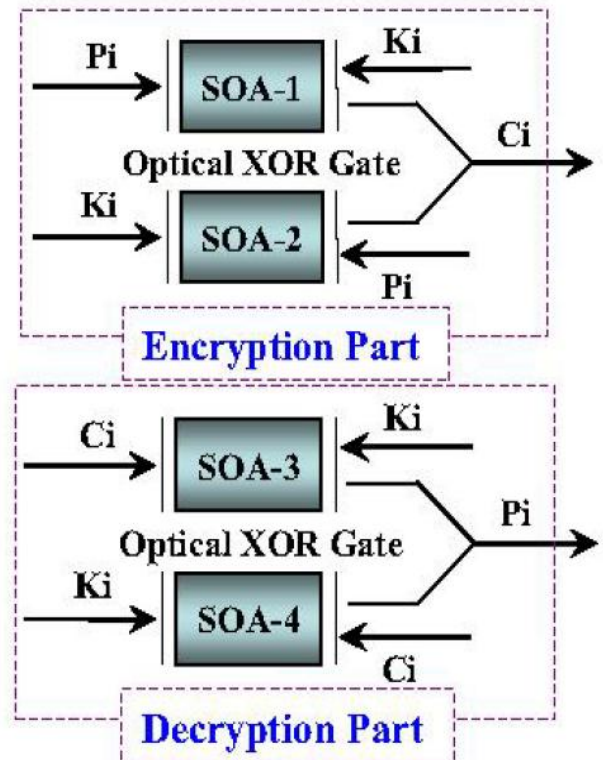 Pi
Ki
SOA-1
Ci
Optical XOR Gate
Ki
SOA-2
Pi
Encryption Part
Ci
Ki
SOA-3
Pi
Optical XOR Gate
Ki
SOA-4
Ci
Decryption Part